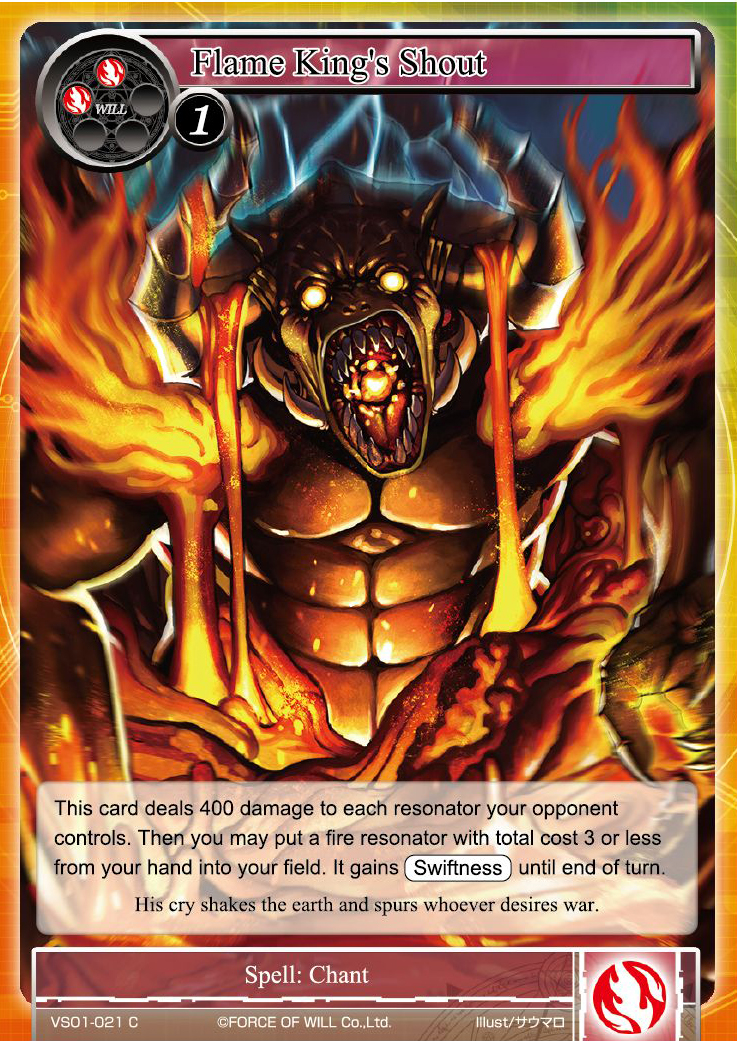 Flame King's Shout
WILL
1
This card deals 400 damage to each resonator your opponent
controls. Then you may put a fire resonator with total cost 3 or less
from your hand into your field. It gains Swiftness until end of turn.
His cry shakes the earth and spurs whoever desires war.
Spell: Chant
VS01-021 C ©FORCE OF WILL Co.,Ltd. Illust/サウマロ